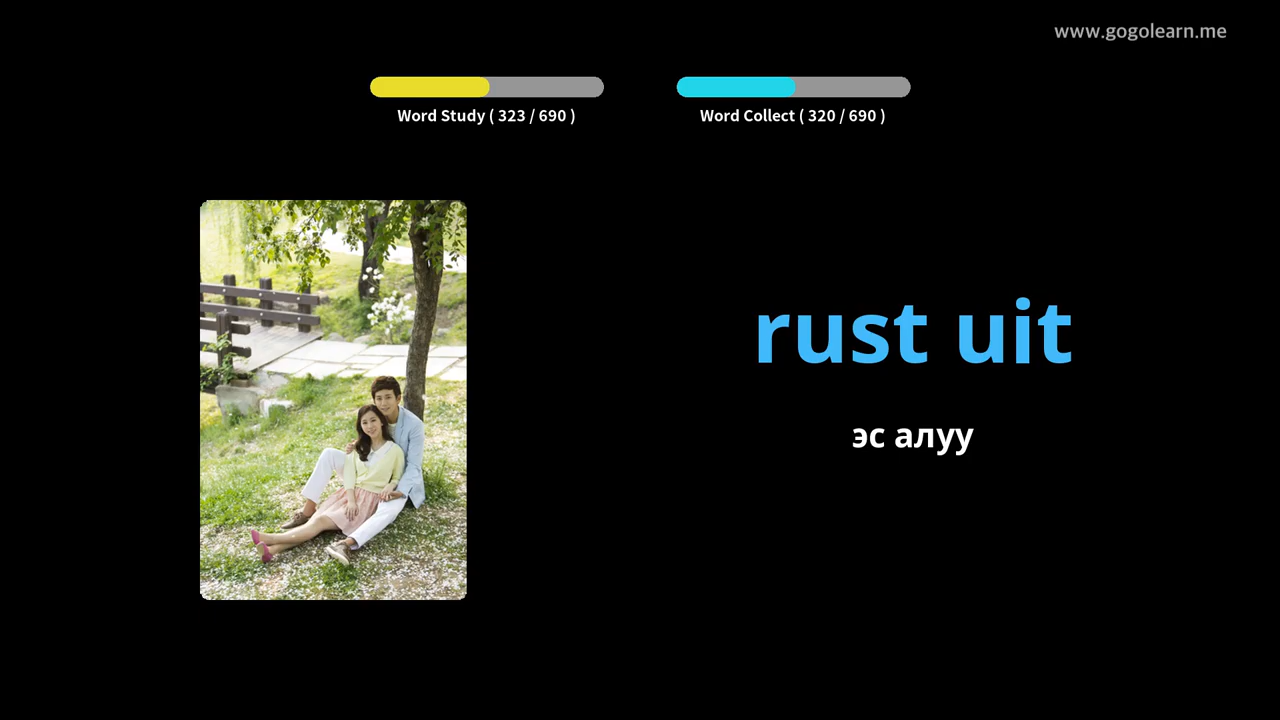 www.gogolearn.me
Word Study ( 323 / 690 )
Word Collect ( 320 / 690 )
rust uit
эс алуу